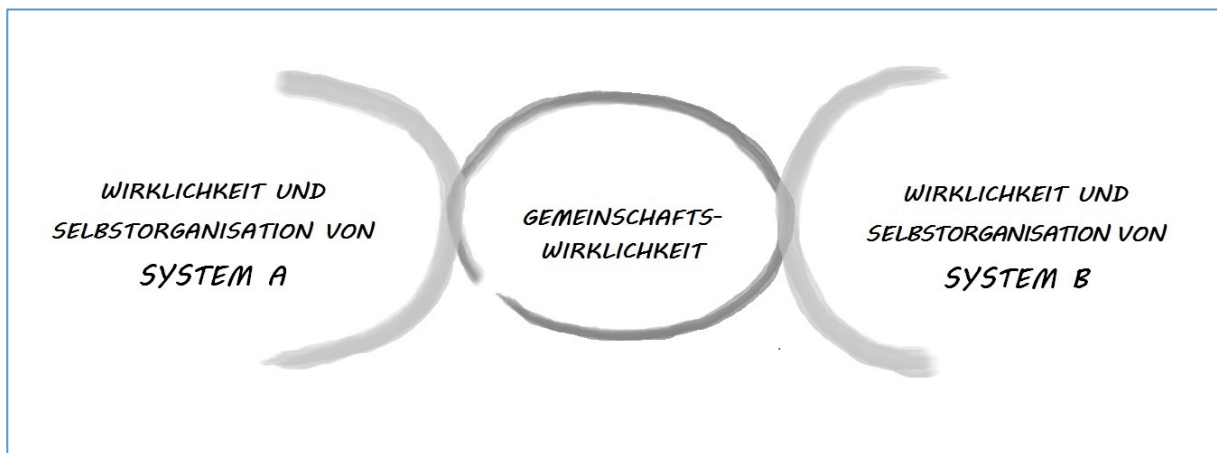 WIRKLICHKEIT UND
SELBSTORGANISATION VON
SYSTEM A
GEMEINSCHAFTS-
WIRKLICHKEIT
WIRKLICHKEIT UND
SELBSTORGANISATION VON
SYSTEM B